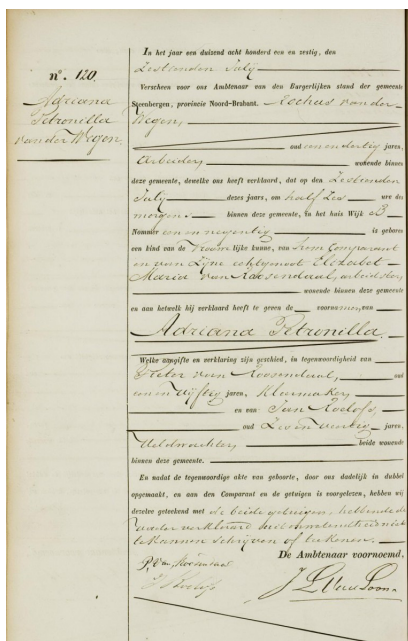 nº. 120.
Adriana
Petronilla
van der Wegen.
In het jaar een duizend acht honderd een en zestig, den
Zestienden Julij
Verscheen voor ons Ambtenaar van den Burgerlijken stand der gemeente
Steenbergen, provincie Noord-Brabant. Rochus van der
Wegen,
oud een en dertig jaren,
Arbeider, wonende binnen
deze gemeente, dewelke ons heeft verklaard, dat op den Zestienden
Julij dezes jaars, om half Zes ure des
morgens binnen deze gemeente, in het huis Wijk B
Nommer een en negentig is geboren
een kind van de Vrouwelijke kunne, van hem Comparant
en van Zijne echtgenoot Elizabet
Maria van Roosendaal, arbeidster,
wonende binnen deze gemeente
en aan hetwelk hij verklaard heeft te geven de voornamen, van
Adriana Petronilla.
Welke aangifte en verklaring zijn geschied, in tegenwoordigheid van
Pieter van Roosendaal, oud
een en vijftig jaren, Kleermaker,
en van Jan Roelofs,
oud Zes en veertig jaren,
Veldwachter, beide wonende
binnen deze gemeente.
En nadat de tegenwoordige akte van geboorte, door ons dadelijk in dubbel
opgemaakt, en aan den Comparant en de getuigen is voorgelezen, hebben wij
dezelve geteekend met de beide getuigen, hebbende de
vader verklaard niet
te kunnen schrijven of teekenen.
De Ambtenaar voornoemd,
P. Van Roosendaal
J. Roelofs
J L Van Loon